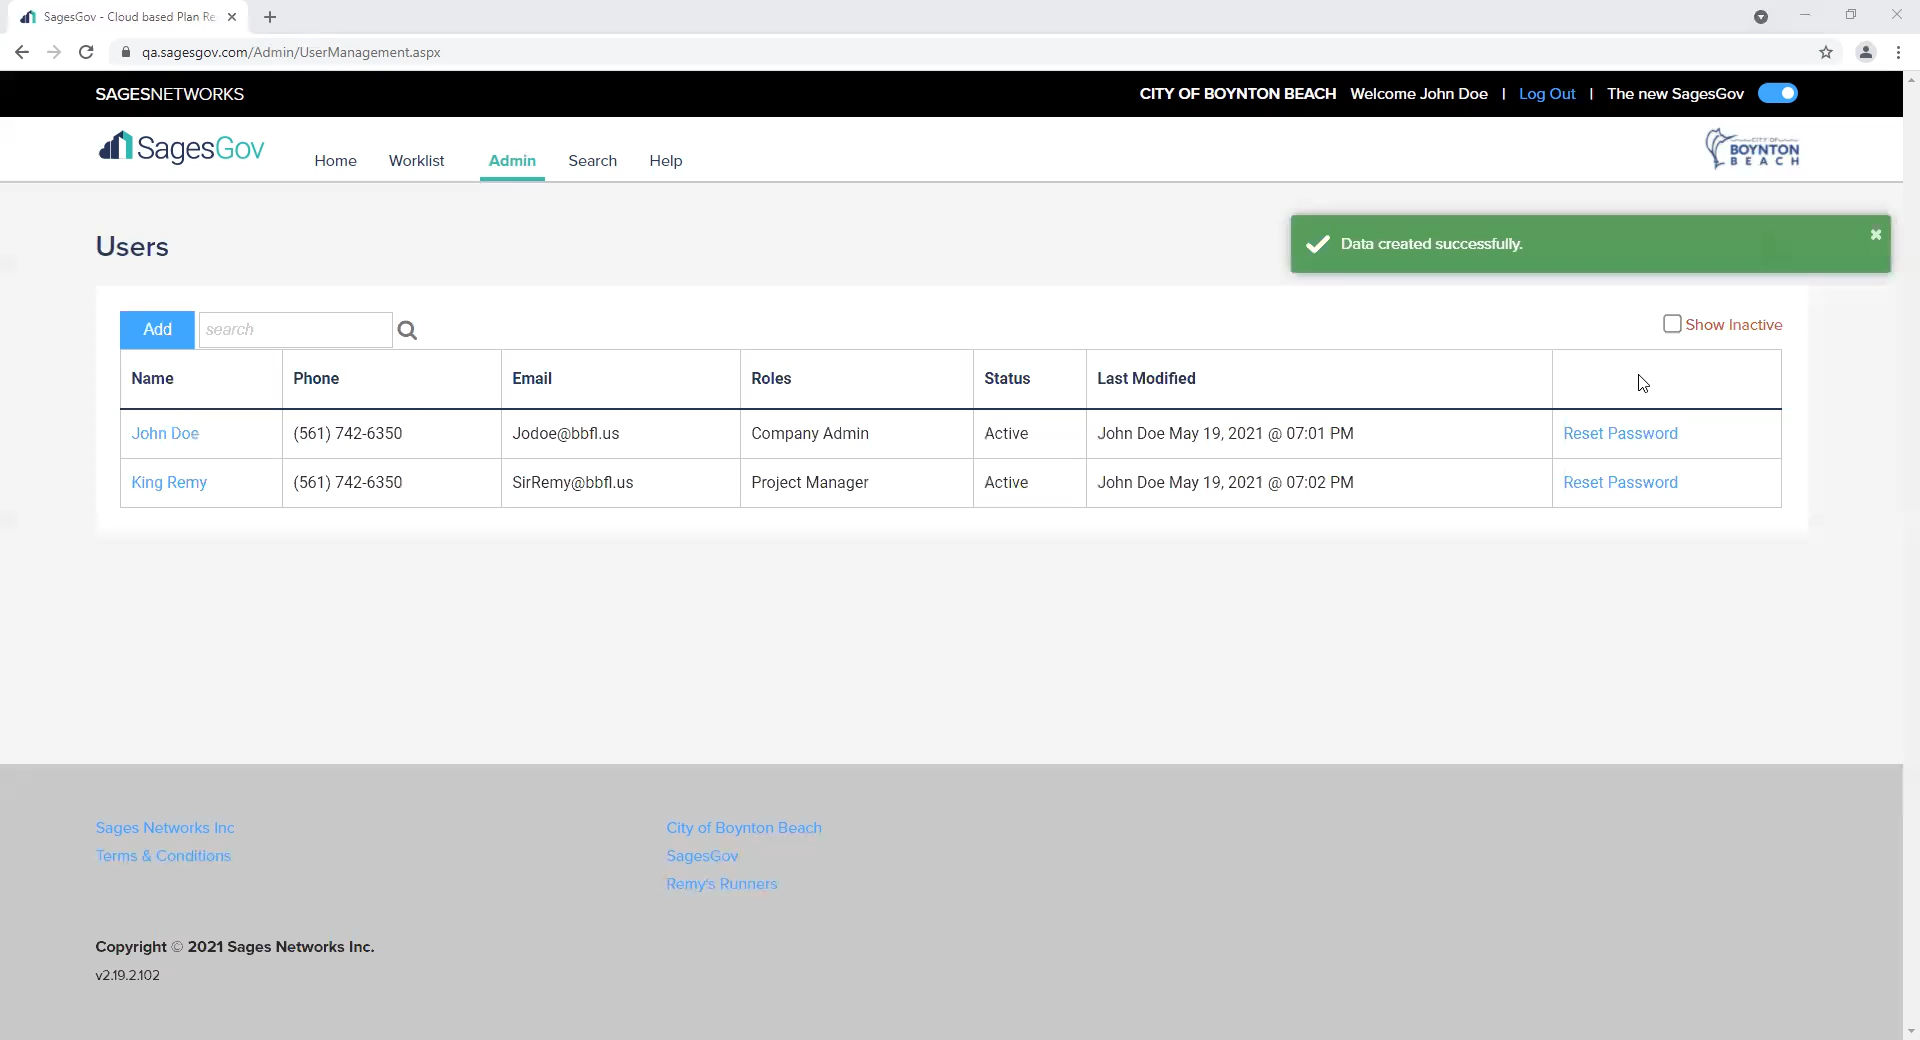 SagesGov - Cloud based Plan Re
qa.sagesgov.com/Admin/UserManagement.aspx
SAGESNETWORKS
CITY OF BOYNTON BEACH Welcome John Doe | Log Out | The new SagesGov
SagesGov
Home Worklist Admin Search Help
CITY OF
BOYNTON
BEACH
Users
Data created successfully.
Add search
Show Inactive
Name Phone Email Roles Status Last Modified
John Doe (561) 742-6350 Jodoe@bbfl.us Company Admin Active John Doe May 19, 2021 @ 07:01 PM Reset Password
King Remy (561) 742-6350 SirRemy@bbfl.us Project Manager Active John Doe May 19, 2021 @ 07:02 PM Reset Password
Sages Networks Inc
Terms & Conditions
City of Boynton Beach
SagesGov
Remy's Runners
Copyright © 2021 Sages Networks Inc.
v2.19.2.102